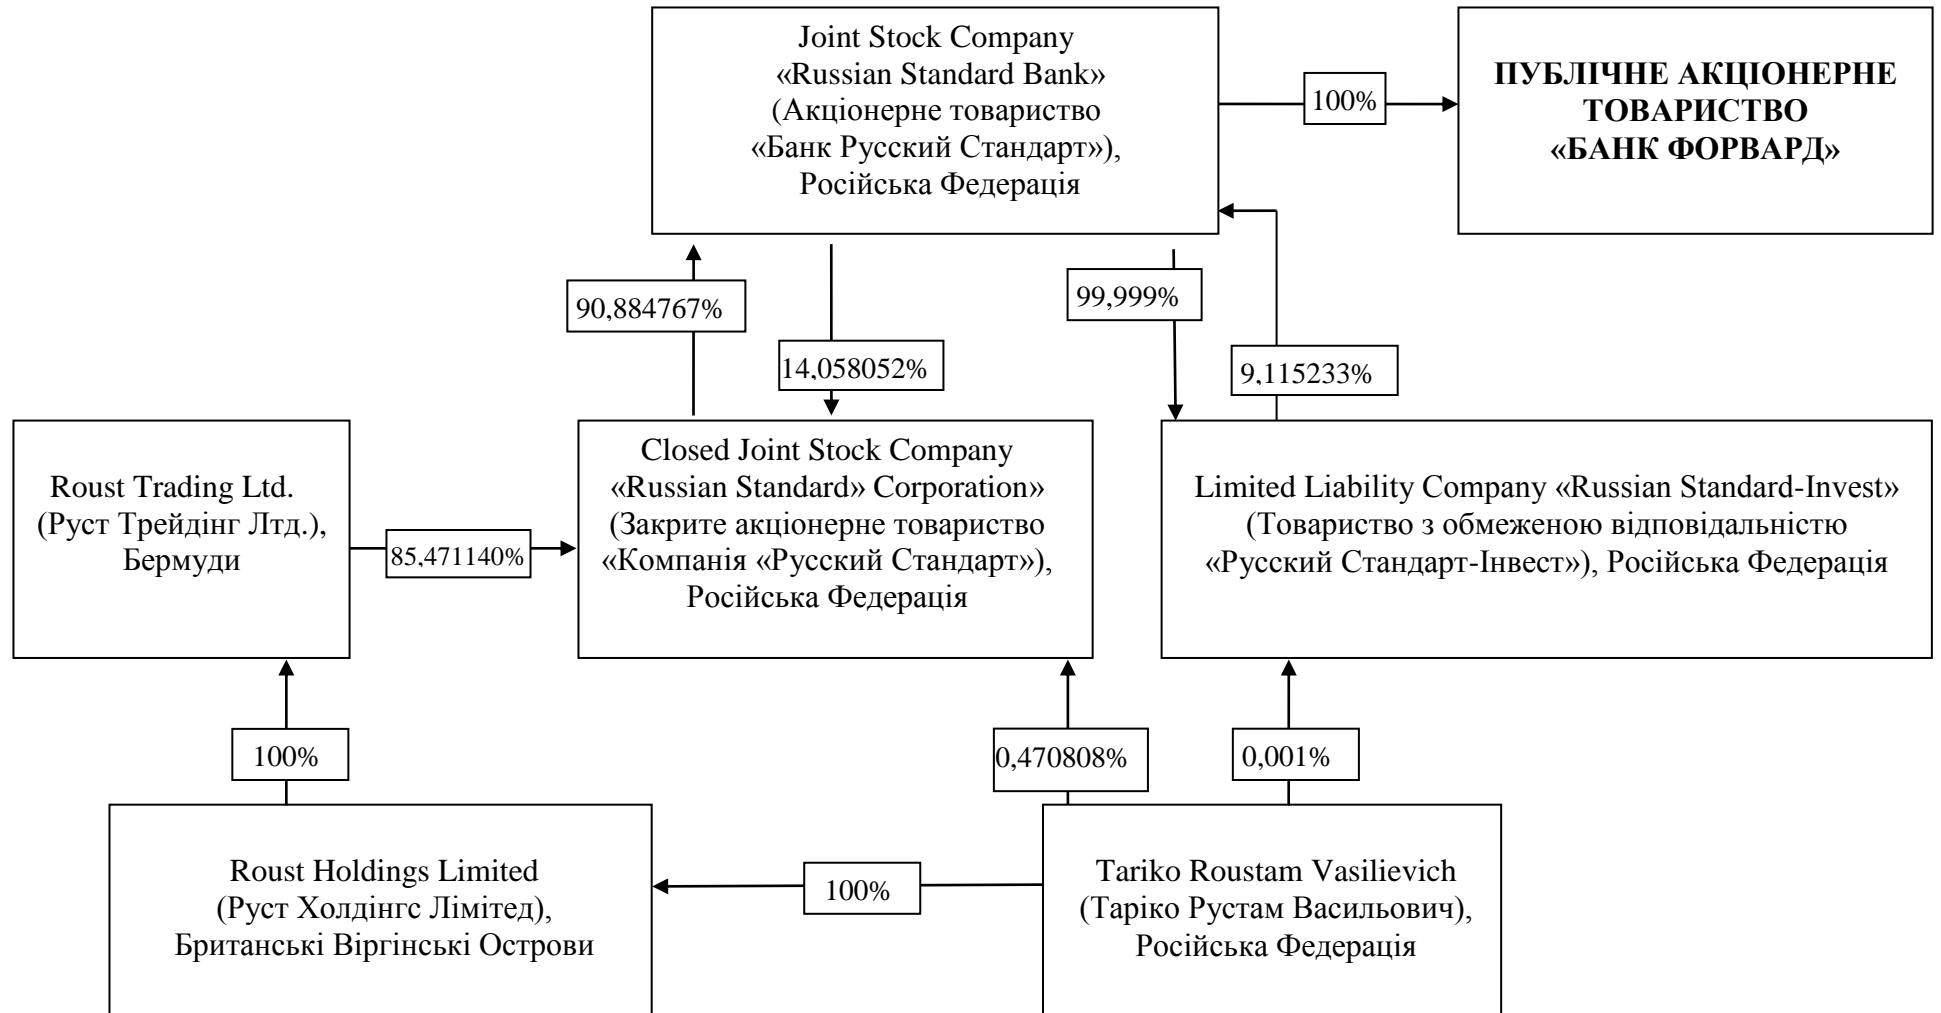 Joint Stock Company
«Russian Standard Bank»
(Акціонерне товариство
«Банк Русский Стандарт»),
Російська Федерація
100%
ПУБЛІЧНЕ АКЦІОНЕРНЕ
ТОВАРИСТВО
«БАНК ФОРВАРД»
90,884767%
14,058052%
99,999%
9,115233%
Roust Trading Ltd.
(Руст Трейдінг Лтд.),
Бермуди
85,471140%
Closed Joint Stock Company
«Russian Standard» Corporation»
(Закрите акціонерне товариство
«Компанія «Русский Стандарт»),
Російська Федерація
Limited Liability Company «Russian Standard-Invest»
(Товариство з обмеженою відповідальністю
«Русский Стандарт-Інвест»), Російська Федерація
100%
0,470808%
0,001%
Roust Holdings Limited
(Руст Холдінгс Лімітед),
Британські Віргінські Острови
100%
Tariko Roustam Vasilievich
(Таріко Рустам Васильович),
Російська Федерація